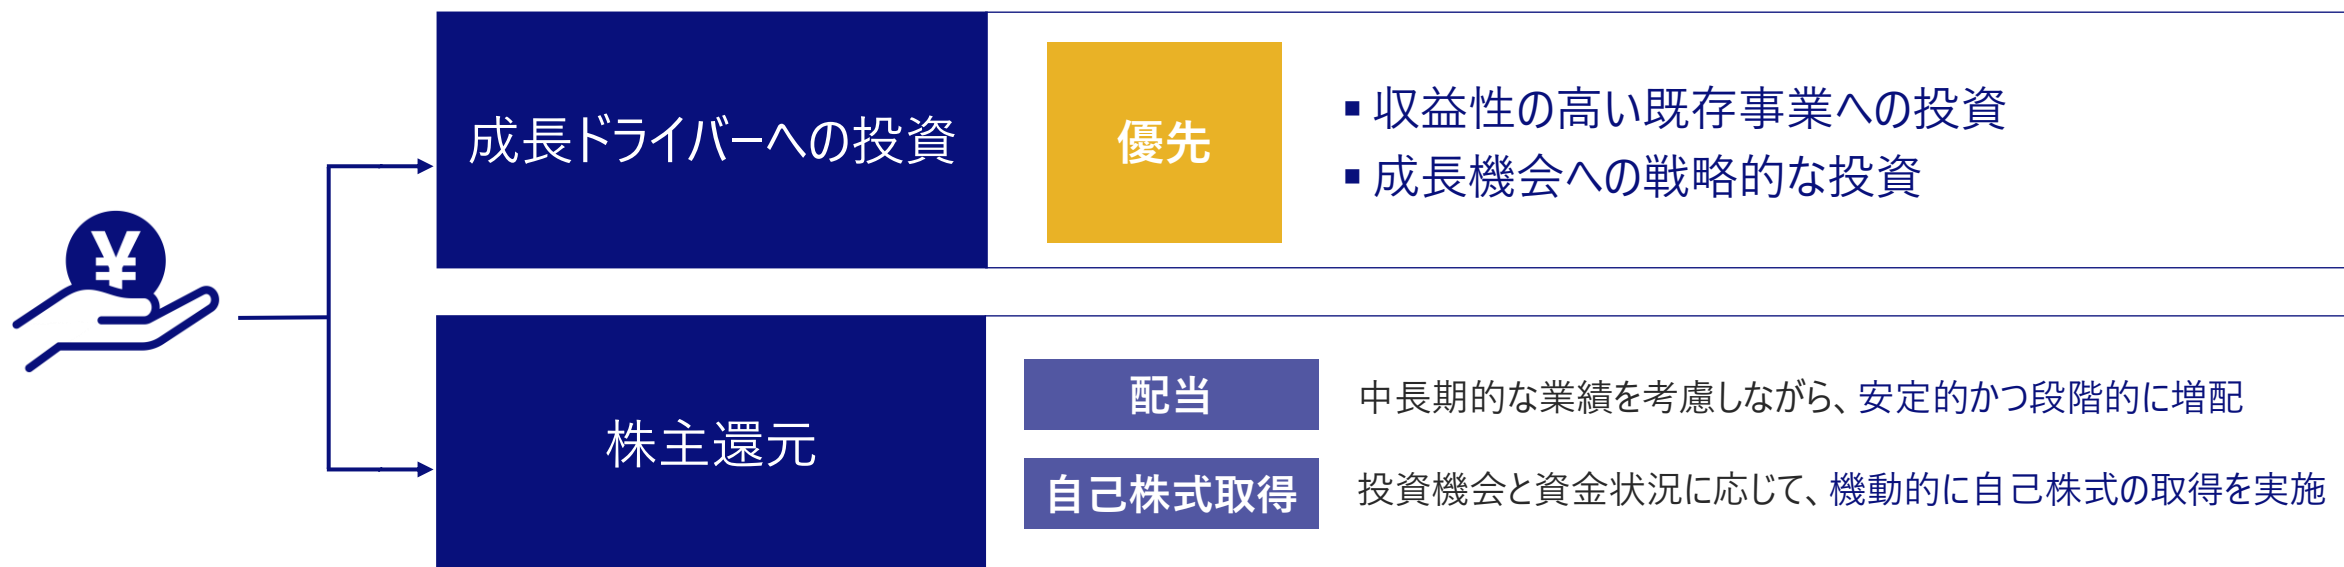 成長ドライバーへの投資
優先
▪ 収益性の高い既存事業への投資
▪ 成長機会への戦略的な投資
¥
株主還元
配当
中長期的な業績を考慮しながら、安定的かつ段階的に増配
自己株式取得
投資機会と資金状況に応じて、機動的に自己株式の取得を実施